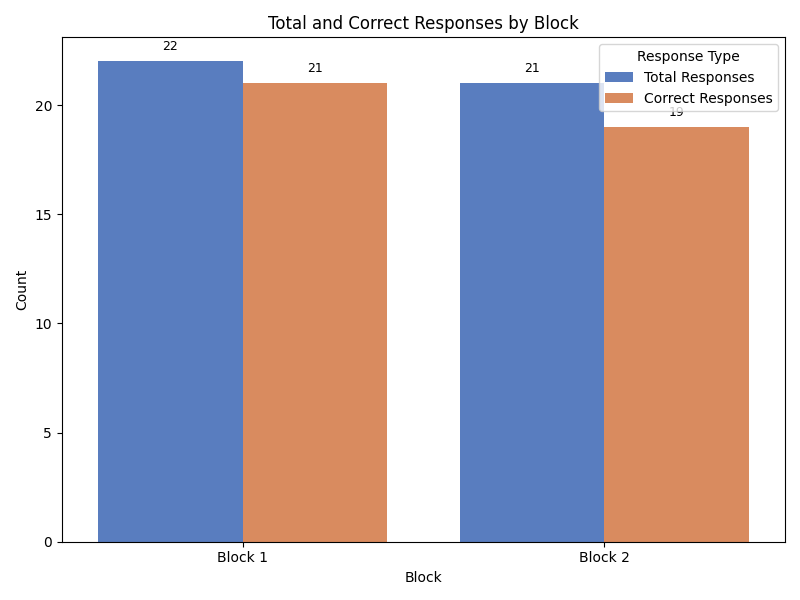 Total and Correct Responses by Block
22
21
21
19
Response Type
Total Responses
Correct Responses
20
15
10
5
0
Count
Block 1
Block 2
Block